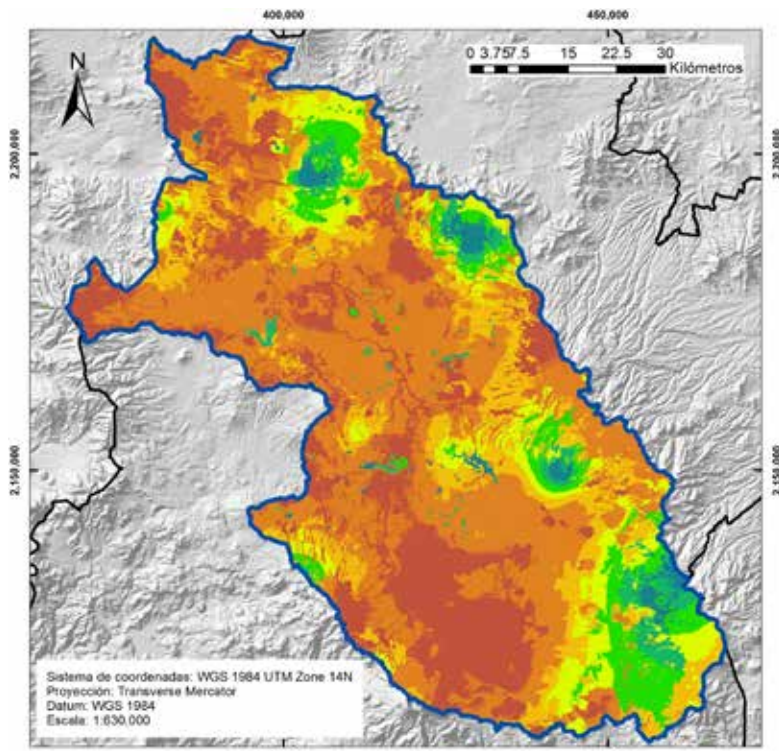 400,000 450,000
N
0 3.75 7.5 15 22.5 30
Kilómetros
2,200,000 2,200,000
2,150,000 2,150,000
Sistema de coordenadas: WGS 1984 UTM Zone 14N
Proyección: Transverse Mercator
Datum: WGS 1984
Escala: 1:630,000